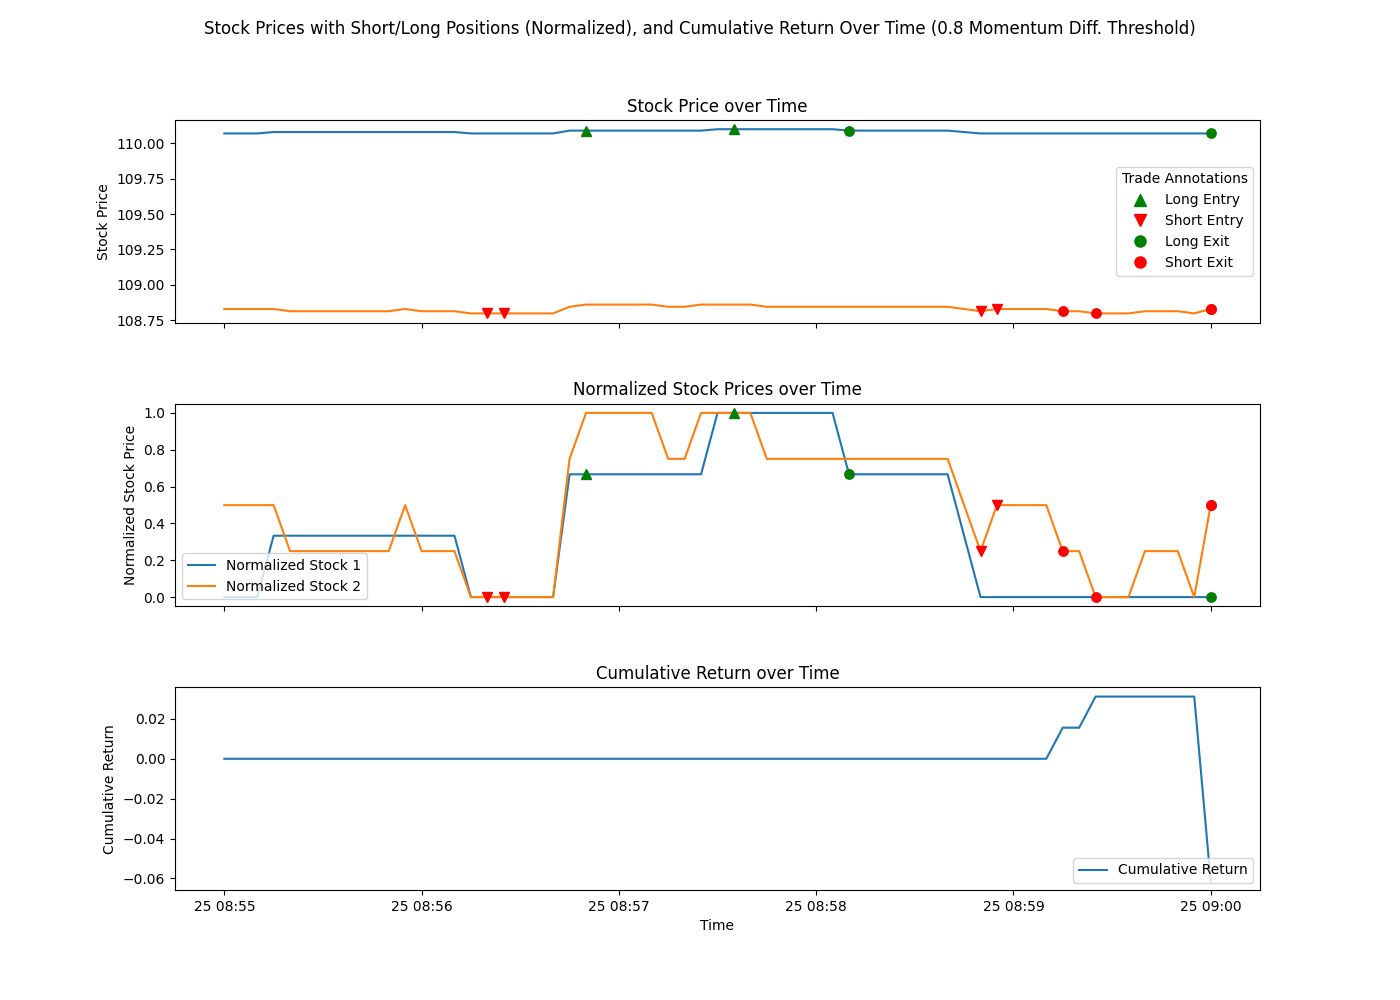 Stock Prices with Short/Long Positions (Normalized), and Cumulative Return Over Time (0.8 Momentum Diff. Threshold)
Stock Price over Time
Stock Price
110.00
109.75
109.50
109.25
109.00
108.75
Trade Annotations
Long Entry
Short Entry
Long Exit
Short Exit
Normalized Stock Prices over Time
Normalized Stock Price
1.0
0.8
0.6
0.4
0.2
0.0
Normalized Stock 1
Normalized Stock 2
Cumulative Return over Time
Cumulative Return
0.02
0.00
−0.02
−0.04
−0.06
Cumulative Return
25 08:55
25 08:56
25 08:57
25 08:58
25 08:59
25 09:00
Time